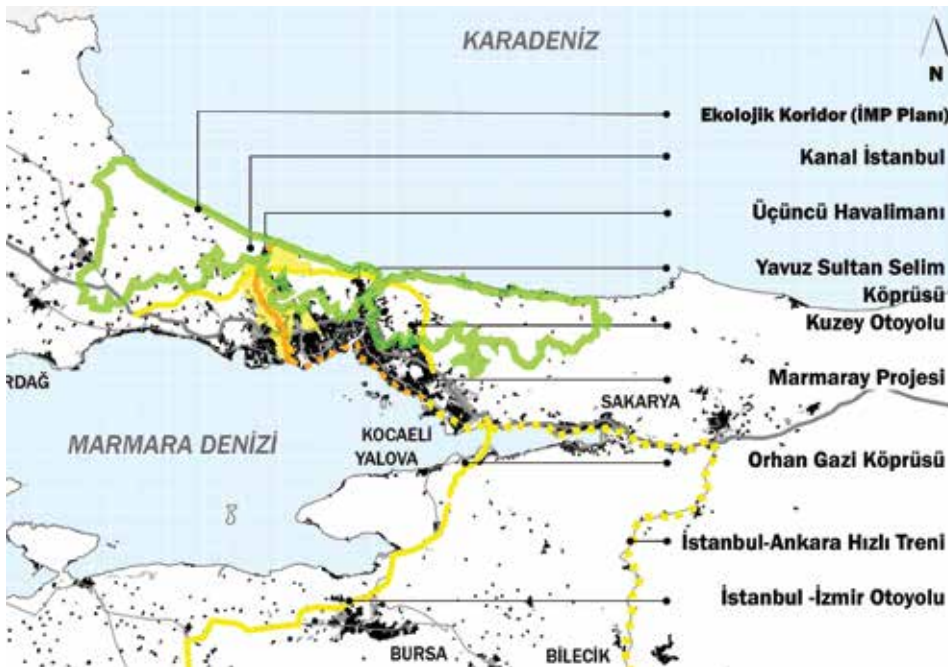 KARADENİZ
N
Ekolojik Koridor (İMP Planı)
Kanal İstanbul
Üçüncü Havalimanı
Yavuz Sultan Selim
Köprüsü
Kuzey Otoyolu
Marmaray Projesi
RDAĞ
SAKARYA
KOCAELİ
YALOVA
MARMARA DENİZİ
Orhan Gazi Köprüsü
İstanbul-Ankara Hızlı Treni
İstanbul -İzmir Otoyolu
BURSA
BİLECİK